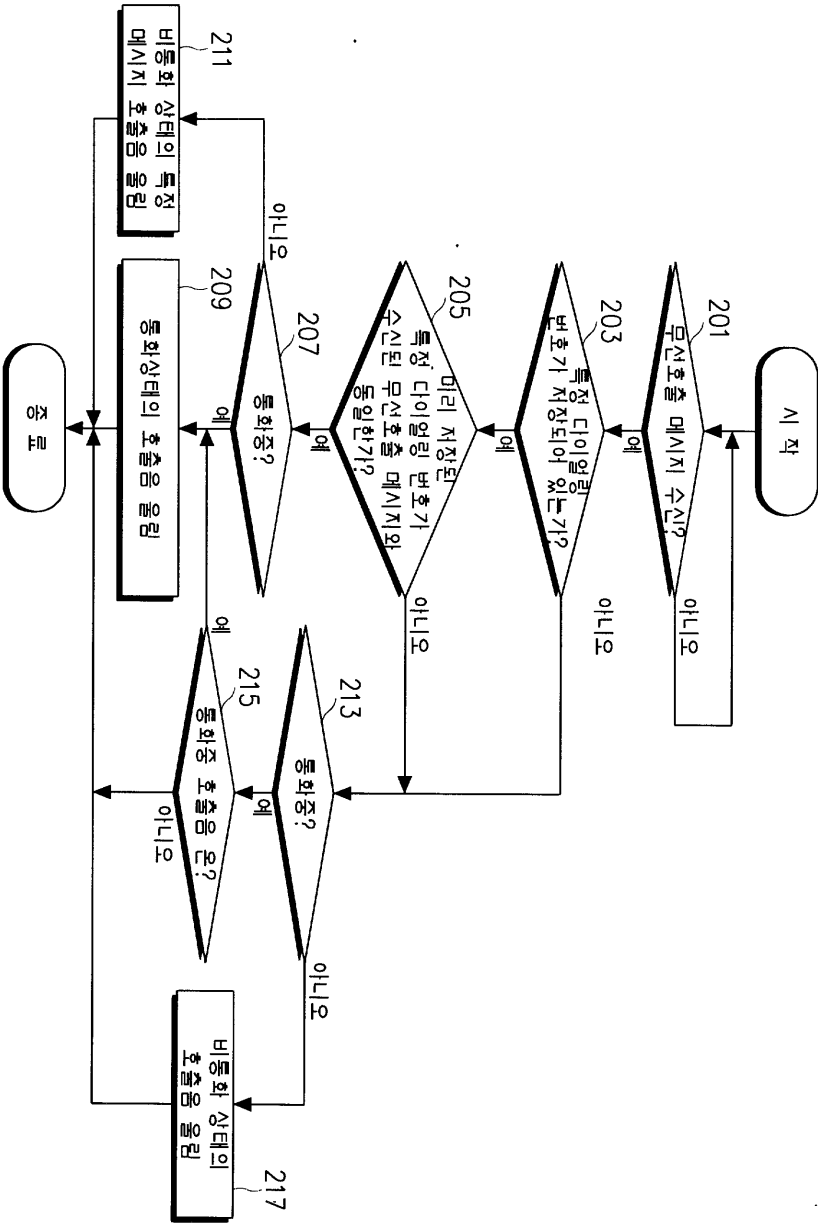 시 작
201
무선호출 메시지 수신?
아니오
예
203
특정 다이얼링
번호가 저장되어 있는가?
아니오
예
205
미리 저장된
특정 다이얼링 번호가
수신된 무선호출 메시지와
동일한가?
아니오
예
207
통화중?
아니오
예
213
통화중?
아니오
예
215
통화중 호출음 온?
예
아니오
211
비통화 상태의 특정
메시지 호출음 울림
209
통화상태의 호출음 울림
비통화 상태의
호출음 울림
217
종 료